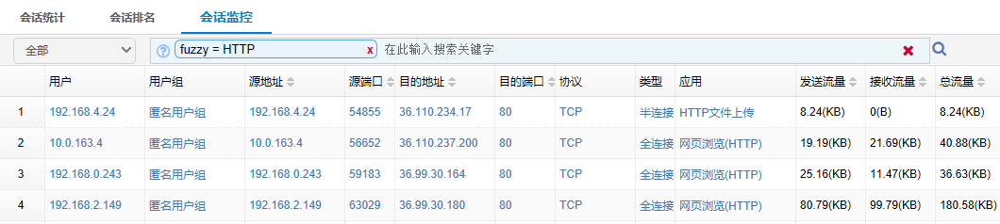 会话统计 会话排名 会话监控
全部 fuzzy = HTTP x 在此输入搜索关键字
用户 用户组 源地址 源端口 目的地址 目的端口 协议 类型 应用 发送流量 接收流量 总流量
1 192.168.4.24 匿名用户组 192.168.4.24 54855 36.110.234.17 80 TCP 半连接 HTTP文件上传 8.24(KB) 0(B) 8.24(KB)
2 10.0.163.4 匿名用户组 10.0.163.4 56652 36.110.237.200 80 TCP 全连接 网页浏览(HTTP) 19.19(KB) 21.69(KB) 40.88(KB)
3 192.168.0.243 匿名用户组 192.168.0.243 59183 36.99.30.164 80 TCP 全连接 网页浏览(HTTP) 25.16(KB) 11.47(KB) 36.63(KB)
4 192.168.2.149 匿名用户组 192.168.2.149 63029 36.99.30.180 80 TCP 全连接 网页浏览(HTTP) 80.79(KB) 99.79(KB) 180.58(KB)